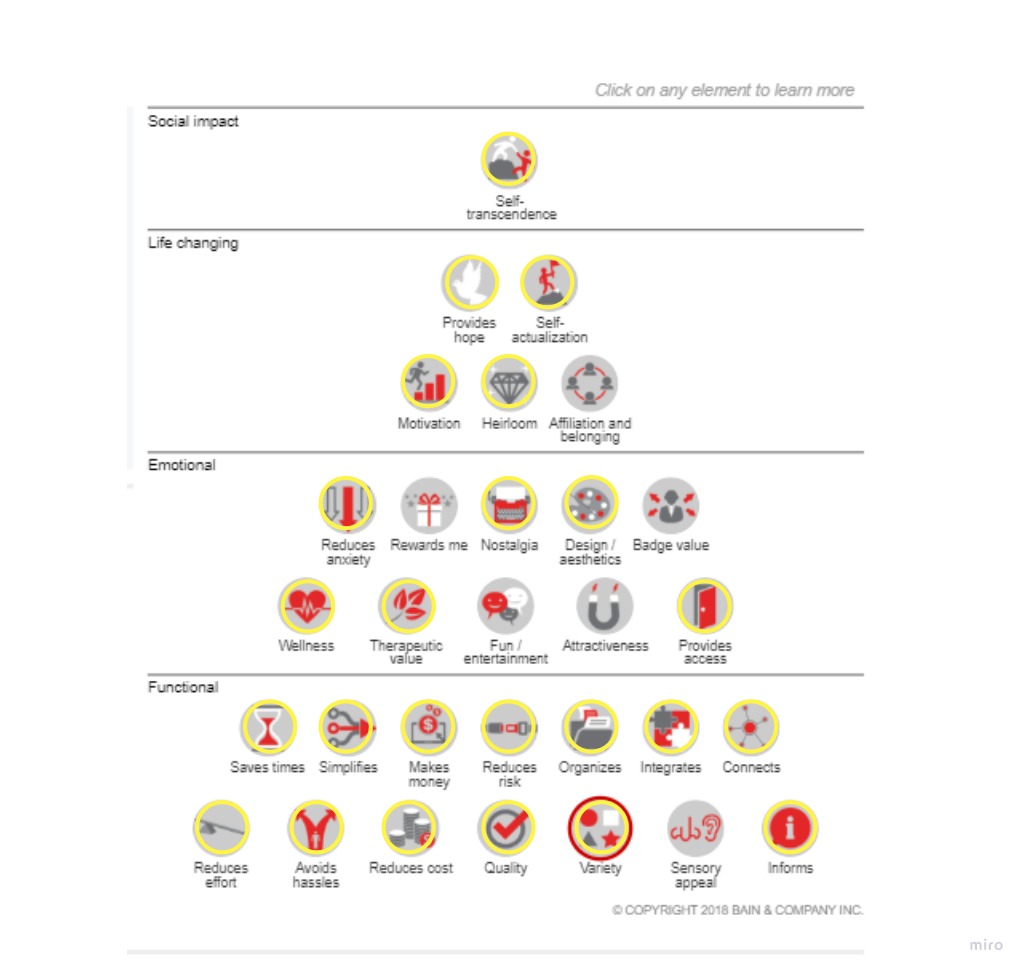 Click on any element to learn more
Social impact
Self-
transcendence
Life changing
Provides
hope
Self-
actualization
Motivation
Heirloom
Affiliation and
belonging
Emotional
Reduces
anxiety
Rewards me
Nostalgia
Design /
aesthetics
Badge value
Wellness
Therapeutic
value
Fun /
entertainment
Attractiveness
Provides
access
Functional
Saves times
Simplifies
Makes
money
Reduces
risk
Organizes
Integrates
Connects
Reduces
effort
Avoids
hassles
Reduces cost
Quality
Variety
Sensory
appeal
Informs
© COPYRIGHT 2018 BAIN & COMPANY INC.
miro